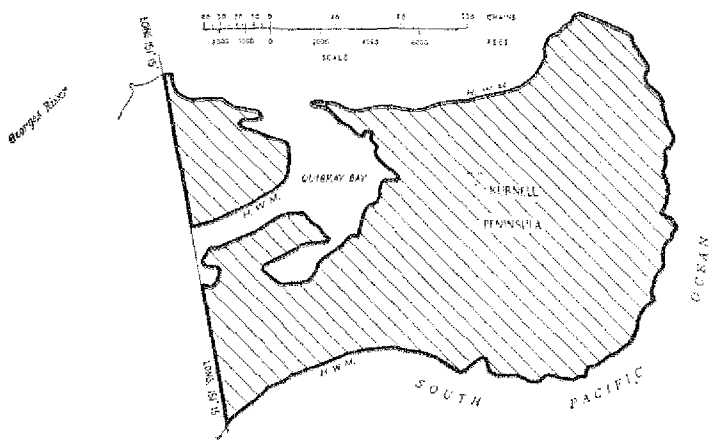 CHAINS
FEET
SCALE
LONG. 151° 15'
Georges River
H.W.M.
QUIBRAY BAY
KURNELL
PENINSULA
H.W.M.
OCEAN
LONG. 151° 15'
H.W.M.
SOUTH
PACIFIC